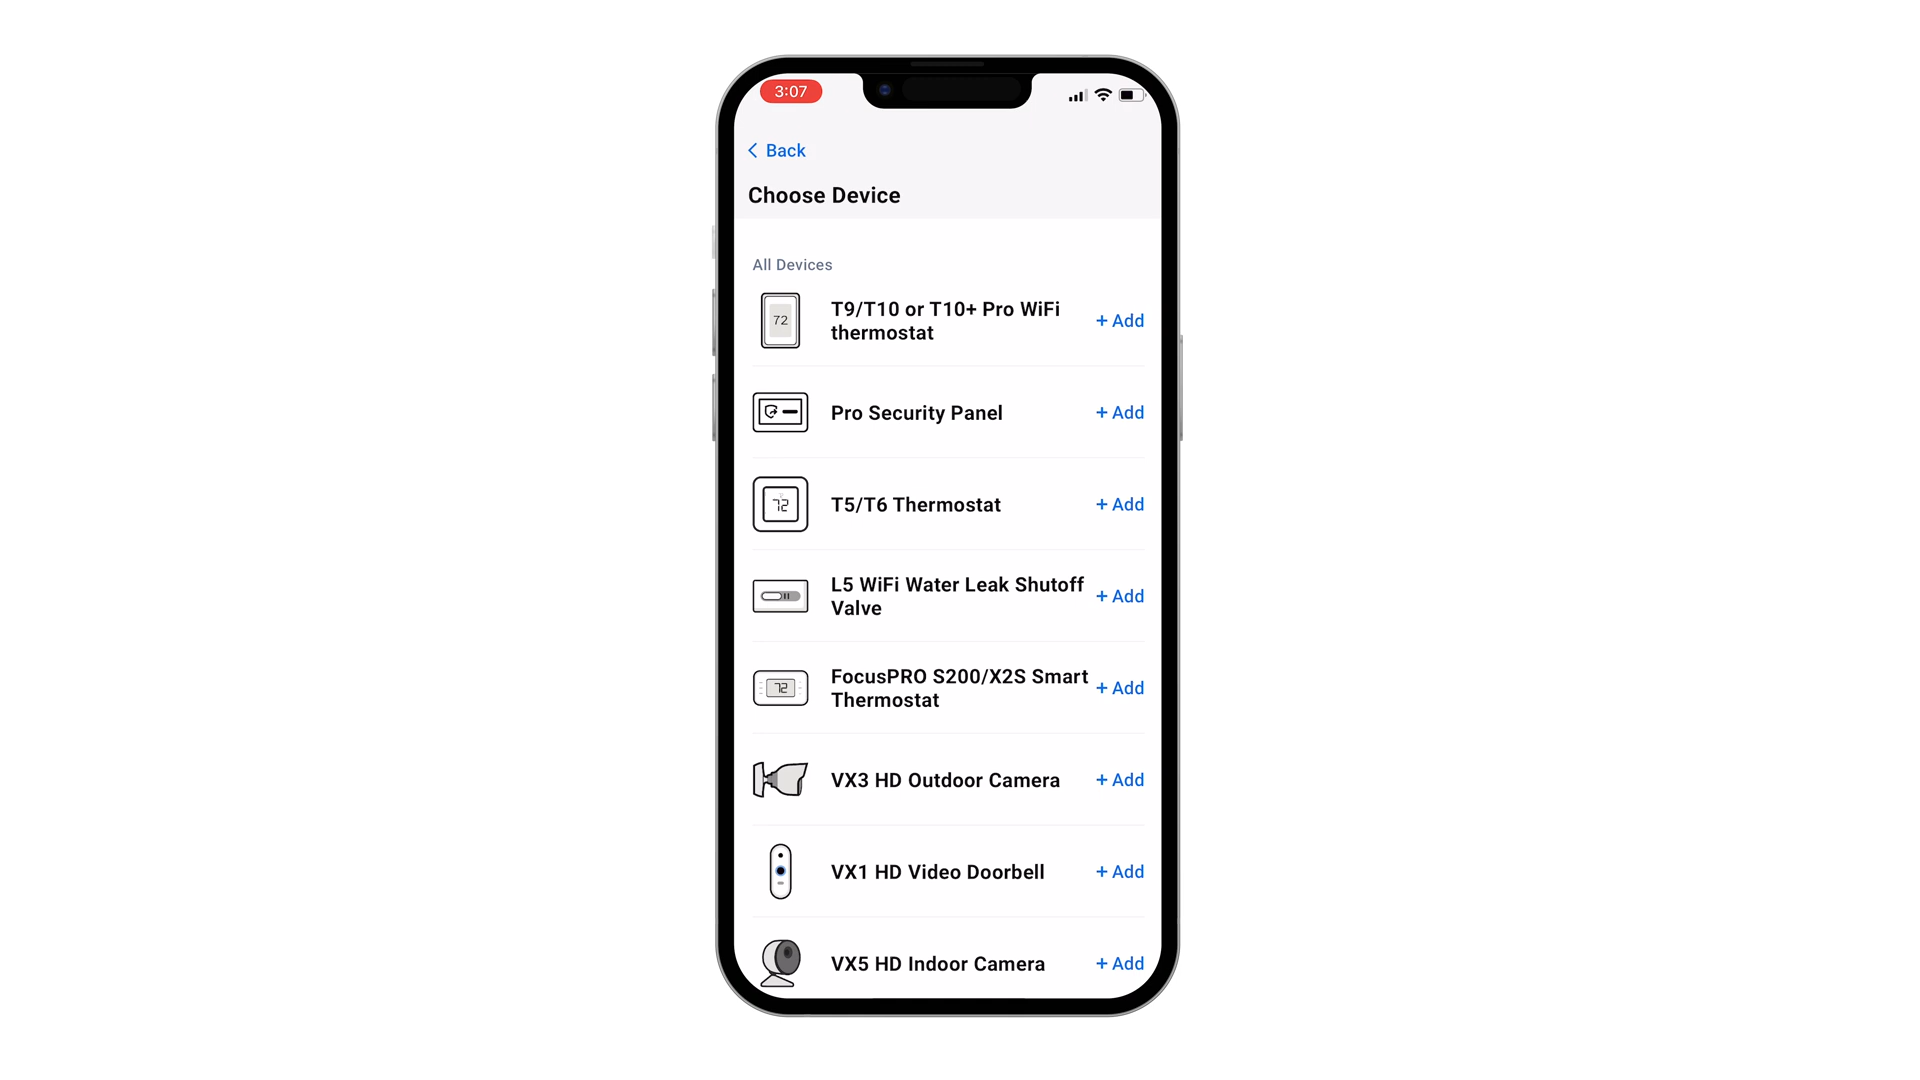 3:07
Back
Choose Device
All Devices
72
T9/T10 or T10+ Pro WiFi
thermostat
+ Add
Pro Security Panel
+ Add
72
T5/T6 Thermostat
+ Add
L5 WiFi Water Leak Shutoff
Valve
+ Add
72
FocusPRO S200/X2S Smart
Thermostat
+ Add
VX3 HD Outdoor Camera
+ Add
VX1 HD Video Doorbell
+ Add
VX5 HD Indoor Camera
+ Add